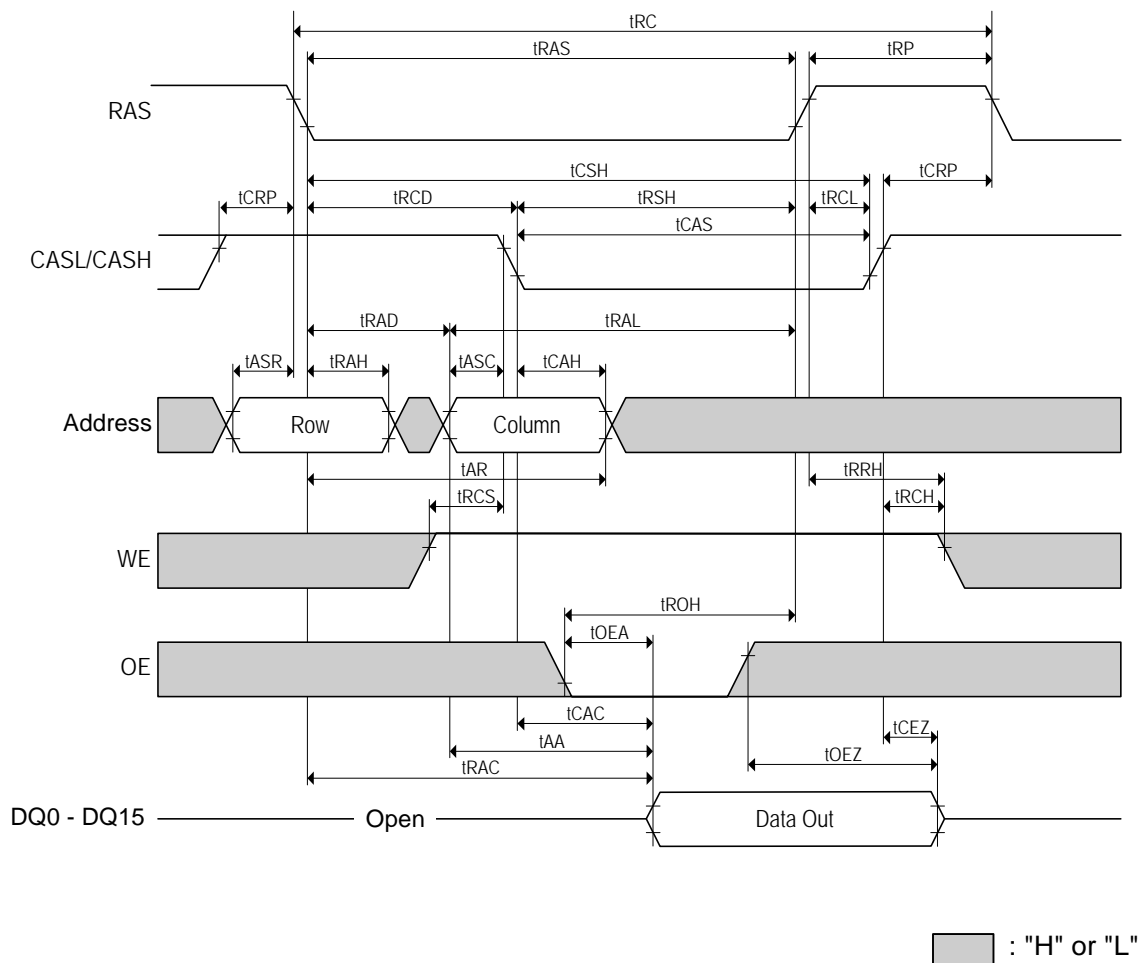 tRC
tRAS tRP
RAS
tCSH tCRP
tCRP tRCD tRSH tRCL
tCAS
CASL/CASH
tRAD tRAL
tASR tRAH tASC tCAH
Address Row Column
tAR tRRH
tRCS tRCH
WE
tROH
tOEA
OE
tCAC tCEZ
tAA tOEZ
tRAC
DQ0 - DQ15 Open Data Out
: "H" or "L"